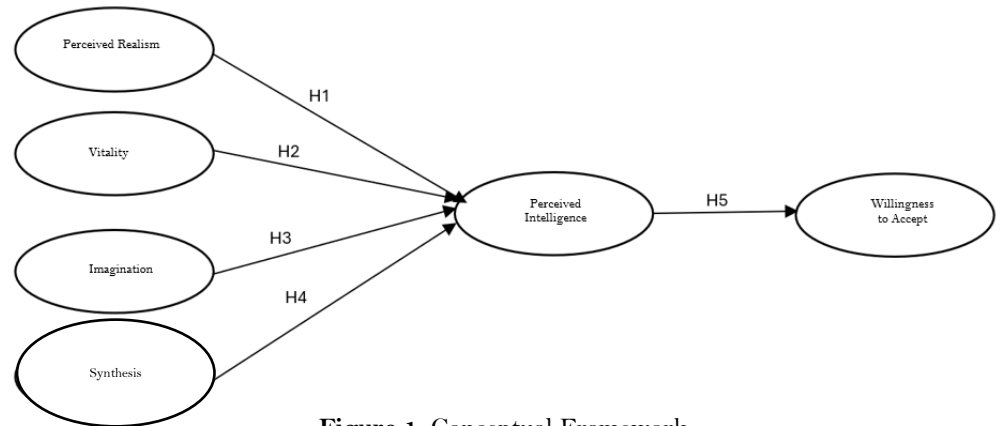 Perceived Realism
H1
Vitality
H2
Imagination
H3
Synthesis
H4
Perceived
Intelligence
H5
Willingness
to Accept
Figure 1. Conceptual Framework